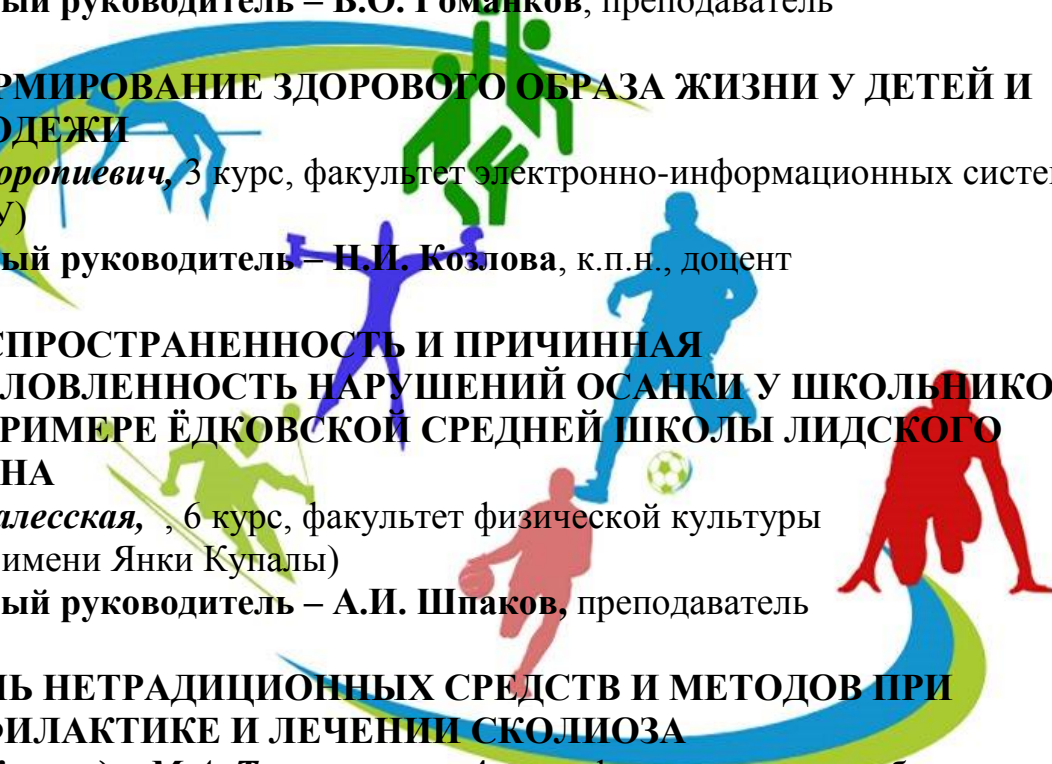 ый руководитель – В.О. Романков, преподаватель
РМИРОВАНИЕ ЗДОРОВОГО ОБРАЗА ЖИЗНИ У ДЕТЕЙ И
ОДЕЖИ
оропиевич, 3 курс, факультет электронно-информационных систем
У)
ый руководитель – Н.И. Козлова, к.п.н., доцент
СПРОСТРАНЕННОСТЬ И ПРИЧИННАЯ
ЛОВЛЕННОСТЬ НАРУШЕНИЙ ОСАНКИ У ШКОЛЬНИКО
РИМЕРЕ ЁДКОВСКОЙ СРЕДНЕЙ ШКОЛЫ ЛИДСКОГО
НА
алесская, , 6 курс, факультет физической культуры
имени Янки Купалы)
ый руководитель – А.И. Шпаков, преподаватель
Ь НЕТРАДИЦИОННЫХ СРЕДСТВ И МЕТОДОВ ПРИ
ФИЛАКТИКЕ И ЛЕЧЕНИИ СКОЛИОЗА